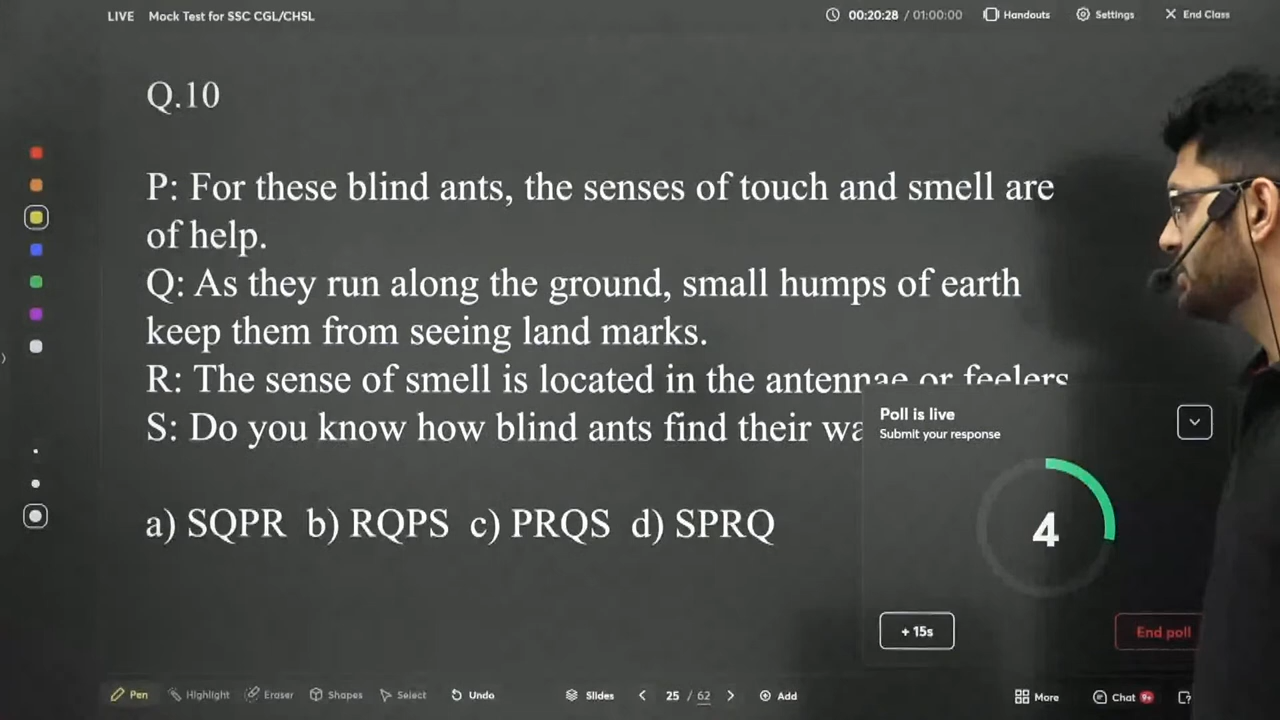 LIVE Mock Test for SSC CGL/CHSL 00:20:28 / 01:00:00 Handouts Settings End Class
Q.10
P: For these blind ants, the senses of touch and smell are
of help.
Q: As they run along the ground, small humps of earth
keep them from seeing land marks.
R: The sense of smell is located in the antennae or feelers
S: Do you know how blind ants find their
Poll is live
Submit your response
a) SQPR b) RQPS c) PRQS d) SPRQ
4
+ 15s End poll
Pen Highlight Eraser Shapes Select Undo Slides 25 / 62 Add More Chat 9+